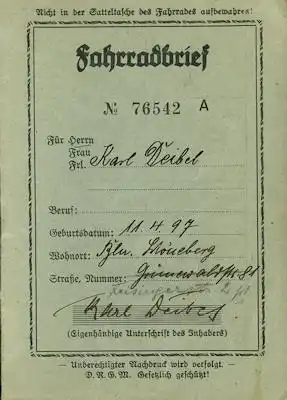 Nicht in der Satteltasche des Fahrrades aufbewahren!
Fahrradbrief
№ 76542 A
Für Herrn
Frau
Frl. Karl Deibel
Beruf:
Geburtsdatum: 11.4.97
Wohnort: Bln. Schöneberg
Straße, Nummer: Grunewaldstr. 81
Karl Deibel
(Eigenhändige Unterschrift des Inhabers)
Unberechtigter Nachdruck wird verfolgt.
D.R.G.M. Gesetzlich geschützt!